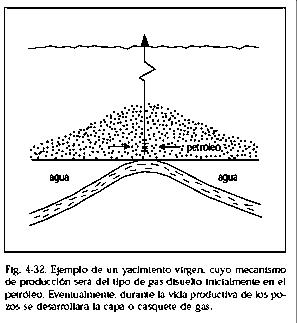 petróleo
agua agua
Fig. 4-32. Ejemplo de un yacimiento virgen, cuyo mecanismo
de producción será del tipo de gas disuelto inicialmente en el
petróleo. Eventualmente, durante la vida productiva de los po-
zos se desarrollará la capa o casquete de gas.